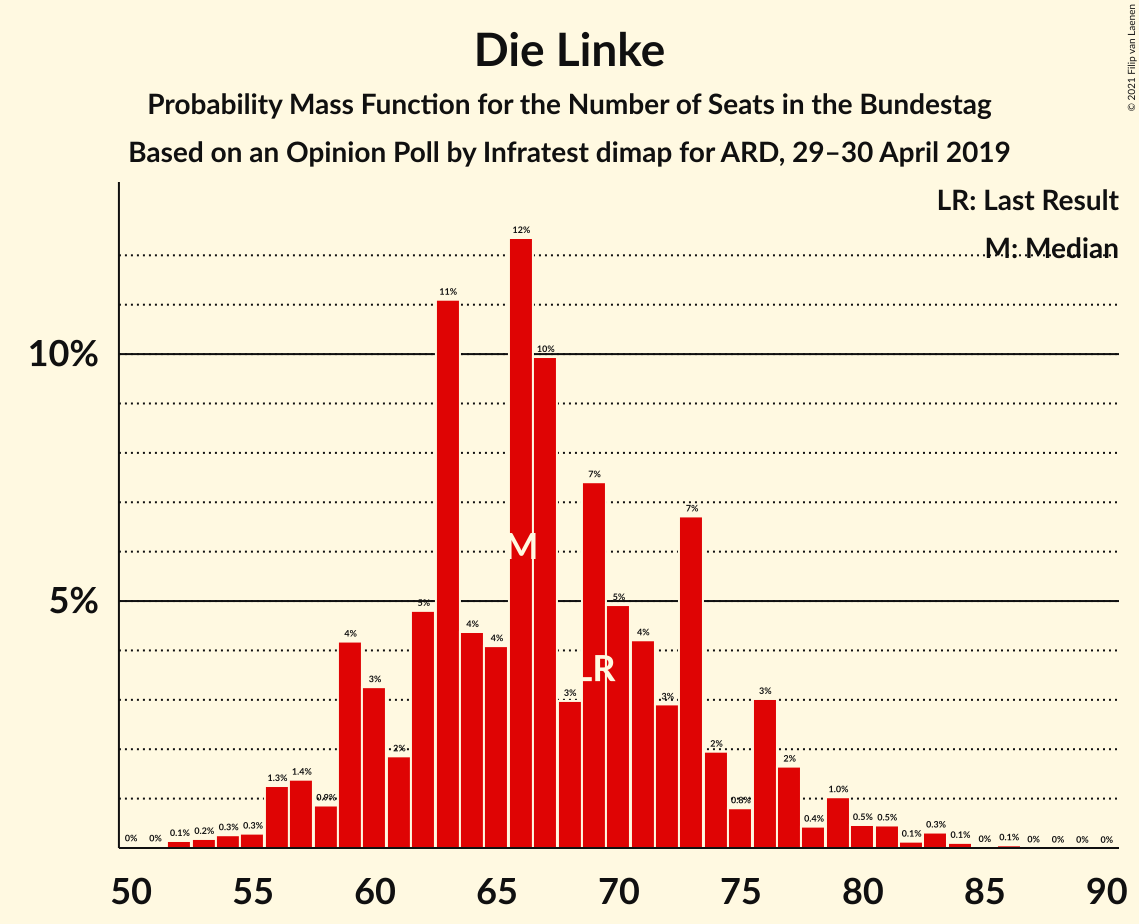 Die Linke
Probability Mass Function for the Number of Seats in the Bundestag
Based on an Opinion Poll by Infratest dimap for ARD, 29–30 April 2019
© 2021 Filip van Laenen
LR: Last Result
M: Median
10%
5%
0% 0% 0.1% 0.2% 0.3% 0.3% 1.3% 1.4% 0.9% 4% 3% 2% 5% 11% 4% 4% 12% 10% 3% 7% 5% 4% 3% 7% 2% 0.8% 3% 2% 0.4% 1.0% 0.5% 0.5% 0.1% 0.3% 0.1% 0% 0.1% 0% 0% 0% 0%
M
LR
50 55 60 65 70 75 80 85 90